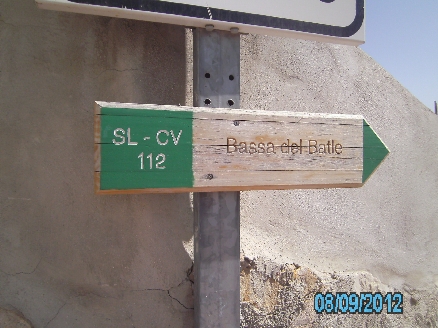 SL - CV
112
Bassa del Batle
08/09/2012